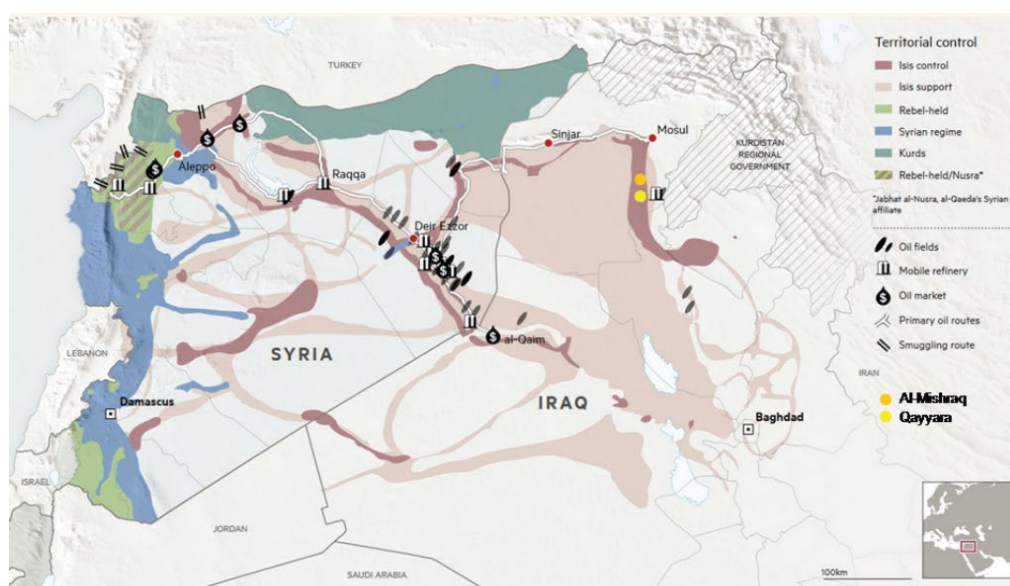 TURKEY
Sinjar
Mosul
KURDISTAN
REGIONAL
GOVERNMENT
Aleppo
Raqqa
Deir Ezzor
al-Qaim
SYRIA
IRAQ
LEBANON
Damascus
Baghdad
IRAN
ISRAEL
JORDAN
SAUDI ARABIA
100km
Territorial control
Isis control
Isis support
Rebel-held
Syrian regime
Kurds
Rebel-held/Nusra*
*Jabhat al-Nusra, al-Qaeda's Syrian
affiliate
Oil fields
Mobile refinery
$ Oil market
Primary oil routes
Smuggling route
Al-Mishraq
Qayyara